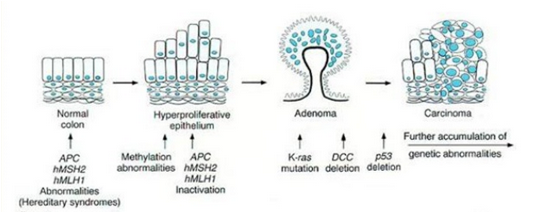 Normal
colon
Hyperproliferative
epithelium
Adenoma
Carcinoma
APC
hMSH2
hMLH1
Abnormalities
(Hereditary syndromes)
Methylation
abnormalities
APC
hMSH2
hMLH1
Inactivation
K-ras
mutation
DCC
deletion
p53
deletion
Further accumulation of
genetic abnormalities